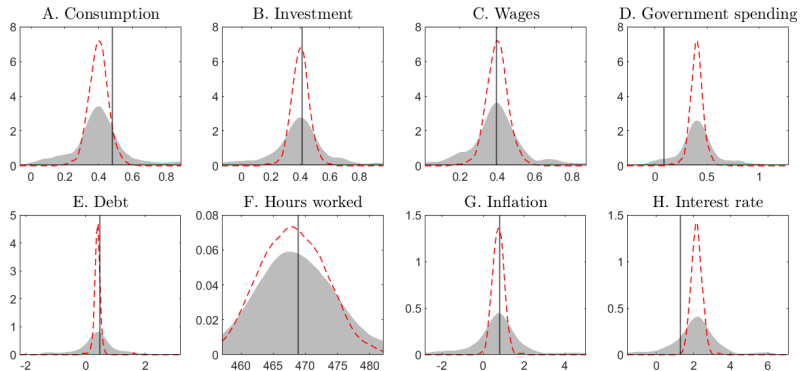 A. Consumption
8
6
4
2
0
0 0.2 0.4 0.6 0.8
B. Investment
8
6
4
2
0
0 0.2 0.4 0.6 0.8
C. Wages
8
6
4
2
0
0.2 0.4 0.6 0.8
D. Government spending
8
6
4
2
0
0 0.5 1
E. Debt
5
4
3
2
1
0
-2 0 2
F. Hours worked
0.08
0.06
0.04
0.02
0
460 465 470 475 480
G. Inflation
1.5
1
0.5
0
-2 0 2 4
H. Interest rate
1.5
1
0.5
0
0 2 4 6